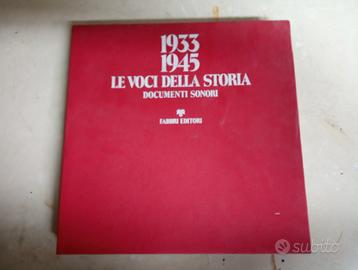 1933
1945
LE VOCI DELLA STORIA
DOCUMENTI SONORI
FABBRI EDITORI
subito